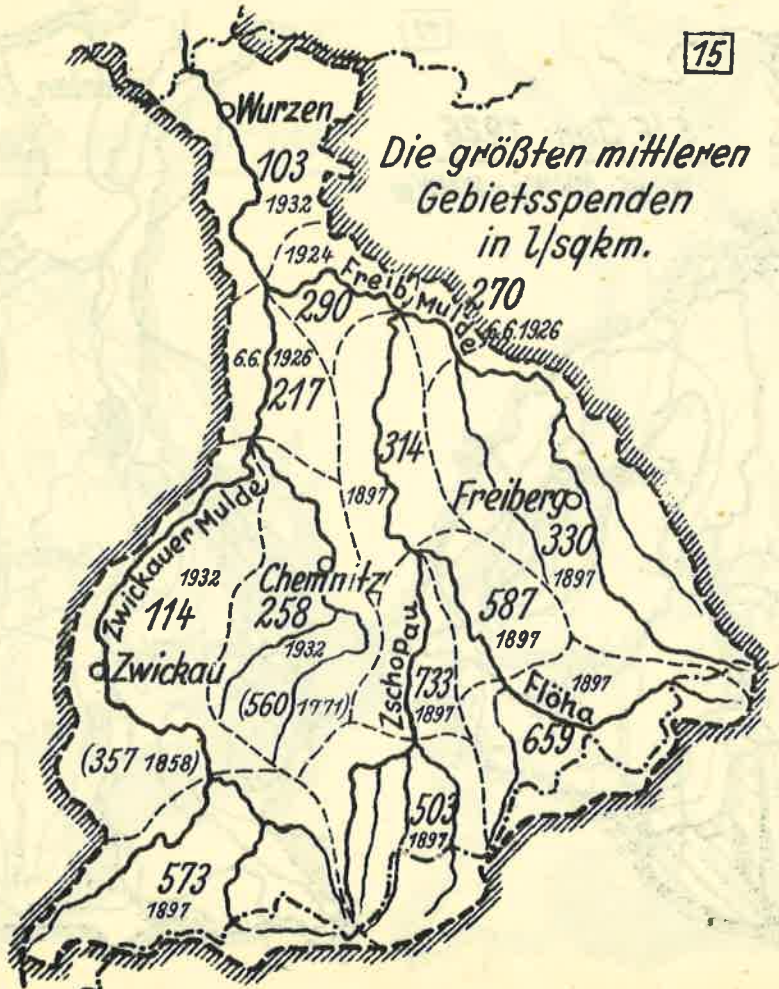 15
Die größten mittleren
Gebietsspenden
in l/sqkm.
Wurzen
103
1932
1924
Freib. Mulde
290
270
6.6.1926
6.6. 1926
217
314
1897
Freiberg
330
1897
Zwickauer Mulde
1932
114
Chemnitz
258
1932
587
1897
Zwickau
Zschopau
733
1897
Flöha
1897
659
(560 1771)
(357 1858)
503
1897
573
1897